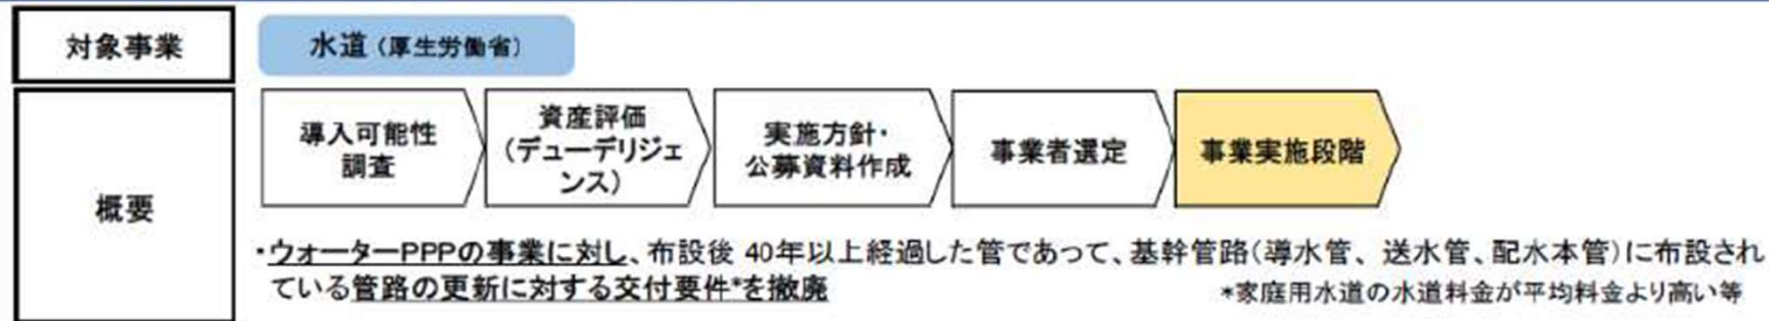 対象事業
水道（厚生労働省）
概要
導入可能性
調査
資産評価
（デューデリジェ
ンス）
実施方針・
公募資料作成
事業者選定
事業実施段階
・ウォーターPPPの事業に対し、布設後 40年以上経過した管であって、基幹管路（導水管、 送水管、配水本管）に布設され
ている管路の更新に対する交付要件*を撤廃
*家庭用水道の水道料金が平均料金より高い等